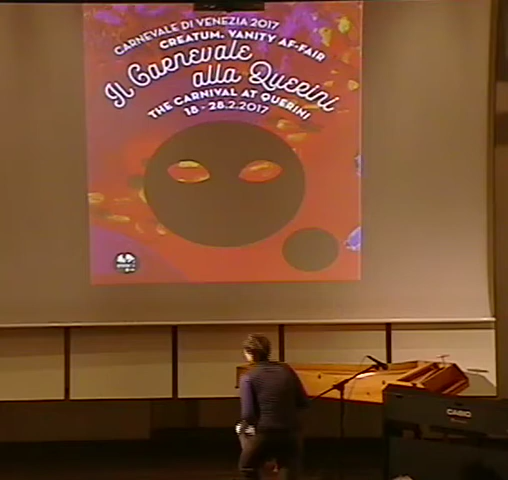 CARNEVALE DI VENEZIA 2017
CREATUM. VANITY AF-FAIR
Il Carnevale
alla Querini
THE CARNIVAL AT QUERINI
18 - 28.2.2017
CASIO